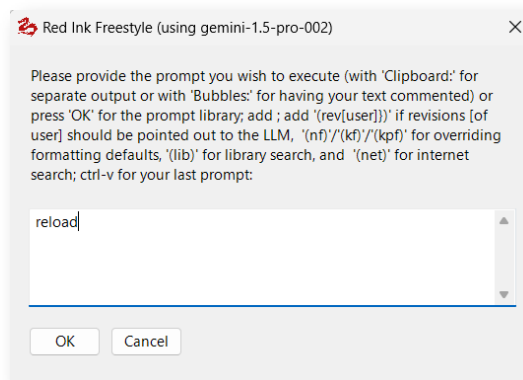 Red Ink Freestyle (using gemini-1.5-pro-002)
Please provide the prompt you wish to execute (with 'Clipboard:' for
separate output or with 'Bubbles:' for having your text commented) or
press 'OK' for the prompt library; add ; add '(rev[user]})' if revisions [of
user] should be pointed out to the LLM,  '(nf)'/'(kf)'/'(kpf)' for overriding
formatting defaults, '(lib)' for library search, and  '(net)' for internet
search; ctrl-v for your last prompt:
reload
OK Cancel